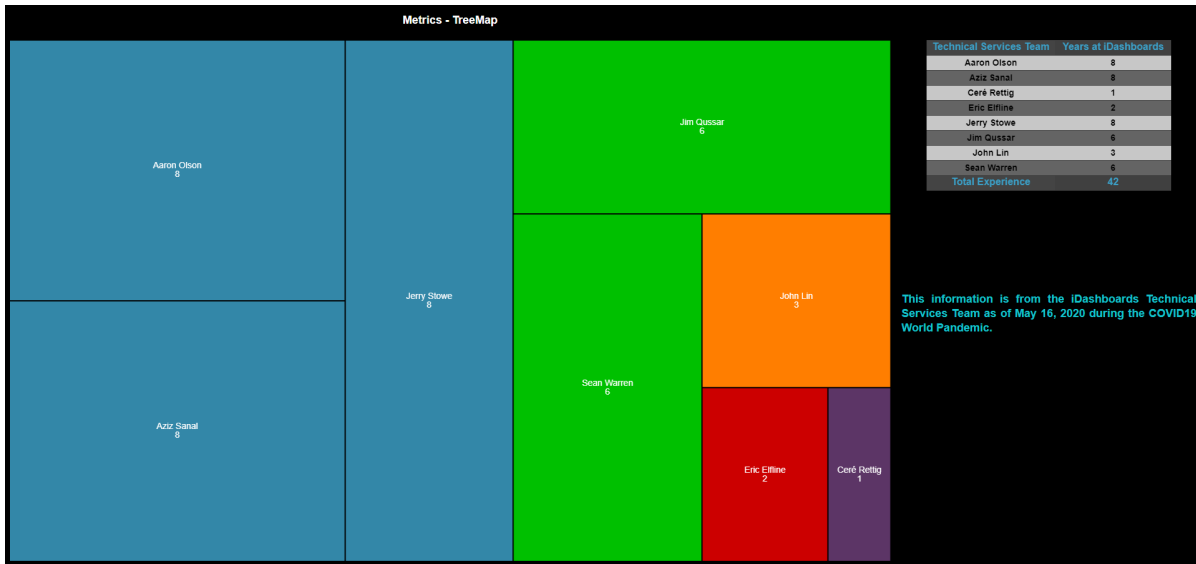 Metrics - TreeMap
Aaron Olson
8
Aziz Sanal
8
Jerry Stowe
8
Jim Qussar
6
Sean Warren
6
John Lin
3
Eric Elfline
2
Ceré Rettig
1
Technical Services Team Years at iDashboards
Aaron Olson 8
Aziz Sanal 8
Ceré Rettig 1
Eric Elfline 2
Jerry Stowe 8
Jim Qussar 6
John Lin 3
Sean Warren 6
Total Experience 42
This information is from the iDashboards Technical
Services Team as of May 16, 2020 during the COVID19
World Pandemic.